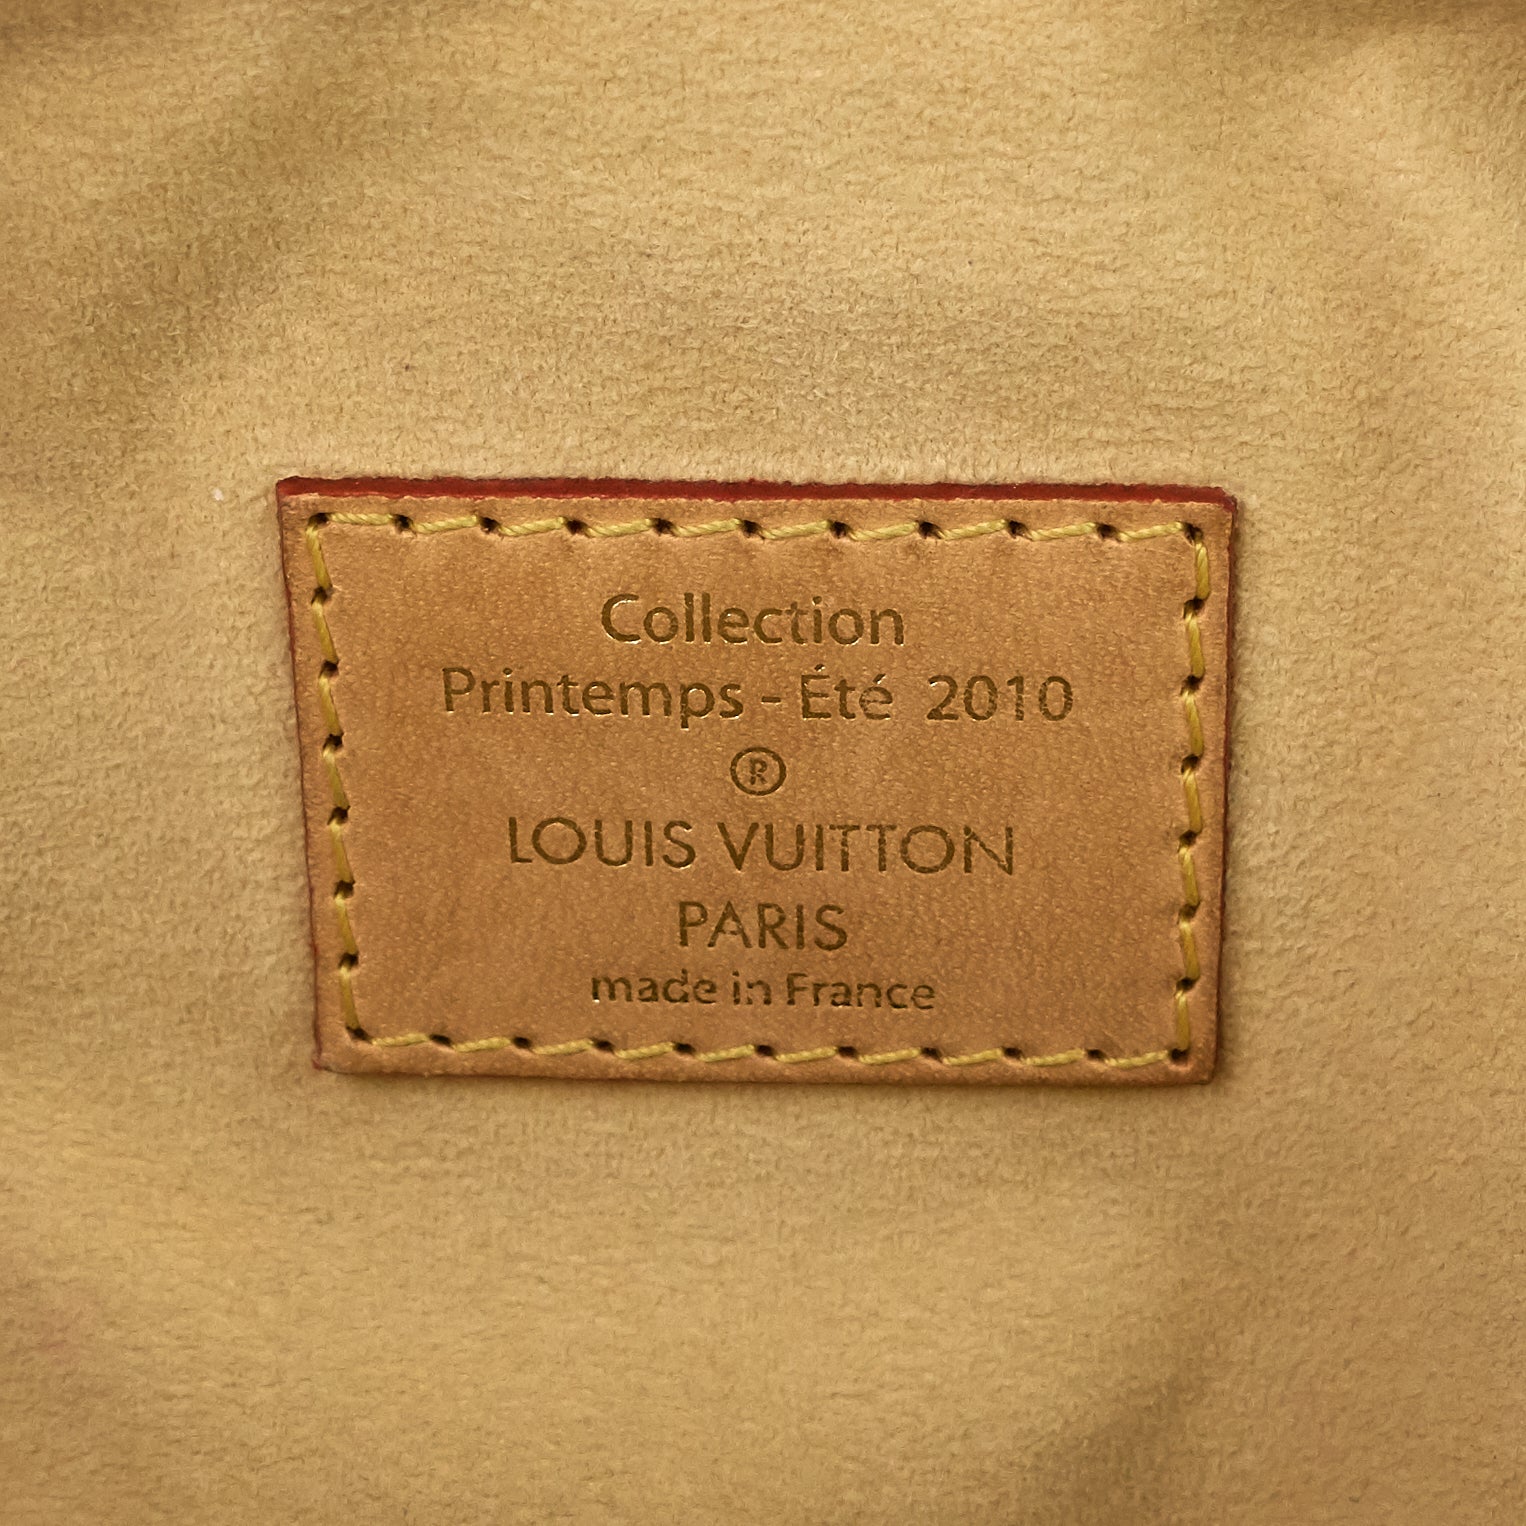 Collection
Printemps - Été 2010
®
LOUIS VUITTON
PARIS
made in France